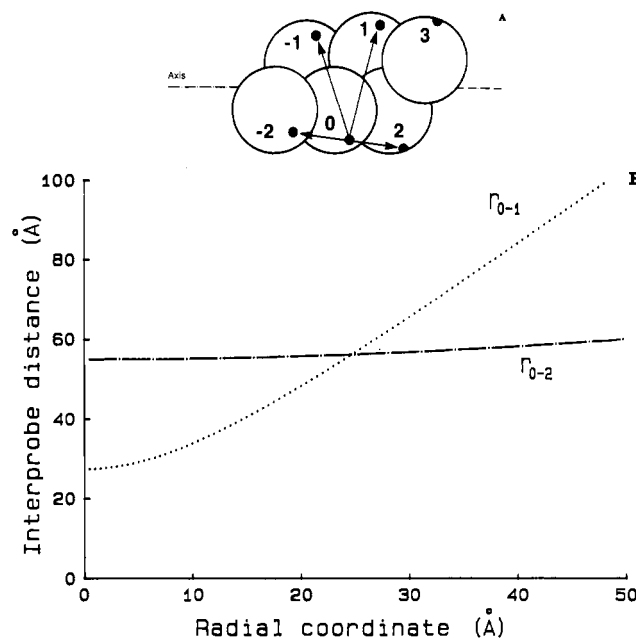 A
-1
1
3
Axis
-2
0
2
B
Interprobe distance (Å)
100
80
60
40
20
0
r0-1
r0-2
0 10 20 30 40 50
Radial coordinate (Å)